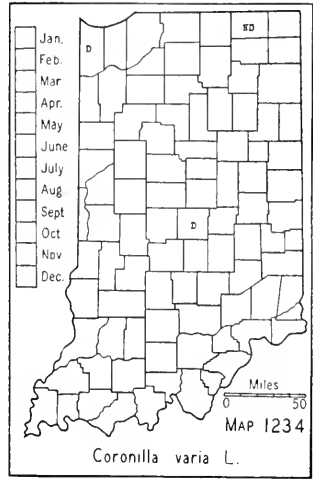 Jan.
Feb.
Mar
Apr.
May
June
July
Aug
Sept
Oct
Nov
Dec.
D
ND
D
Miles
0 50
MAP 1234
Coronilla varia L.